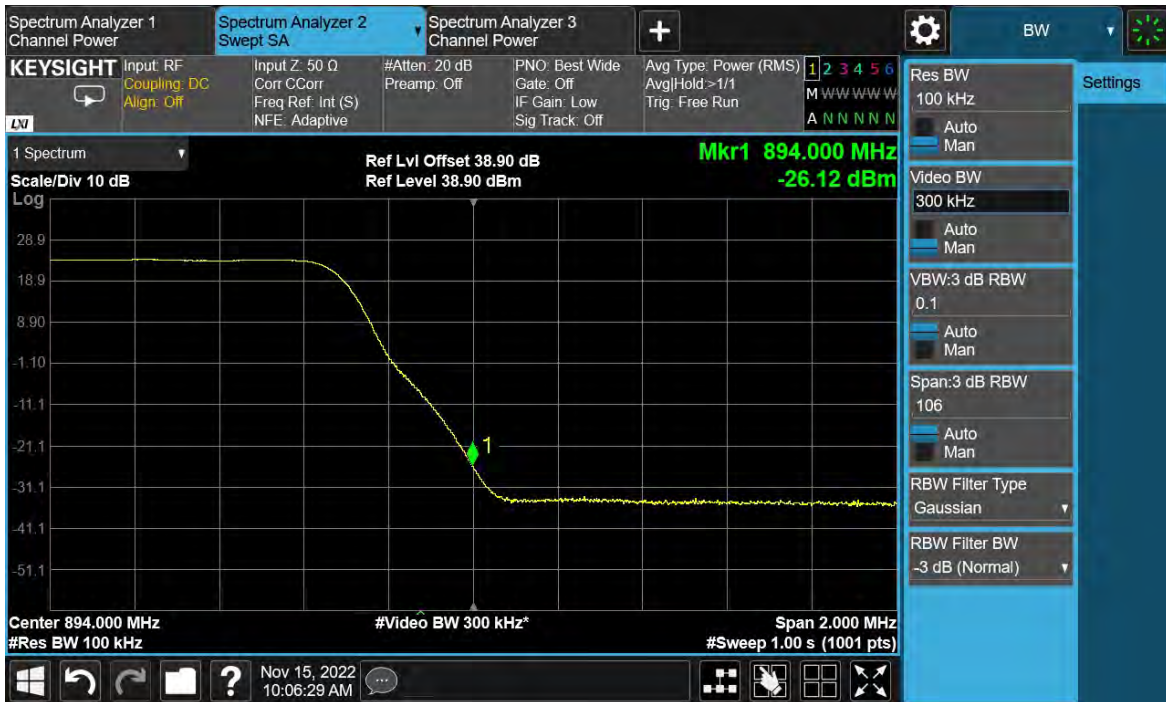 Spectrum Analyzer 1
Channel Power
Spectrum Analyzer 2
Swept SA
Spectrum Analyzer 3
Channel Power
+
BW
KEYSIGHT
LXI
Input: RF
Coupling: DC
Align: Off
Input Z: 50 Ω
Corr CCorr
Freq Ref: Int (S)
NFE: Adaptive
#Atten: 20 dB
Preamp: Off
PNO: Best Wide
Gate: Off
IF Gain: Low
Sig Track: Off
Avg Type: Power (RMS)
Avg|Hold:>1/1
Trig: Free Run
1 2 3 4 5 6
M W W W W W
A N N N N N
1 Spectrum
Scale/Div 10 dB
Log
Ref Lvl Offset 38.90 dB
Ref Level 38.90 dBm
Mkr1 894.000 MHz
-26.12 dBm
28.9
18.9
8.90
-1.10
-11.1
-21.1
-31.1
-41.1
-51.1
1
Center 894.000 MHz
#Res BW 100 kHz
#Video BW 300 kHz*
Span 2.000 MHz
#Sweep 1.00 s (1001 pts)
Res BW
100 kHz
Auto
Man
Video BW
300 kHz
Auto
Man
VBW:3 dB RBW
0.1
Auto
Man
Span:3 dB RBW
106
Auto
Man
RBW Filter Type
Gaussian
RBW Filter BW
-3 dB (Normal)
Settings
?
Nov 15, 2022
10:06:29 AM